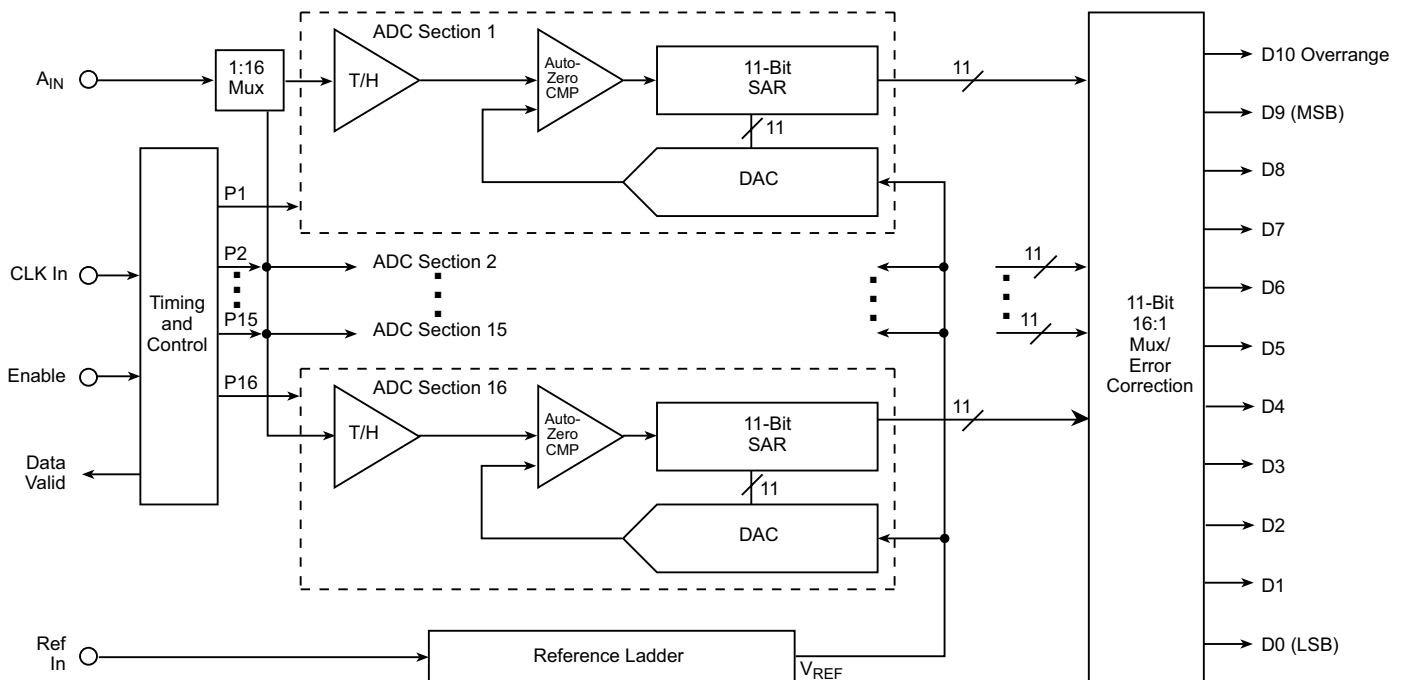 ADC Section 1
A_IN
1:16
Mux
T/H
Auto-
Zero
CMP
11-Bit
SAR
11
11
DAC
P1
P2
P15
P16
CLK In
Enable
Data
Valid
Timing
and
Control
ADC Section 2
ADC Section 15
11
11
ADC Section 16
T/H
Auto-
Zero
CMP
11-Bit
SAR
11
11
DAC
Ref
In
Reference Ladder
V_REF
11-Bit
16:1
Mux/
Error
Correction
D10 Overrange
D9 (MSB)
D8
D7
D6
D5
D4
D3
D2
D1
D0 (LSB)